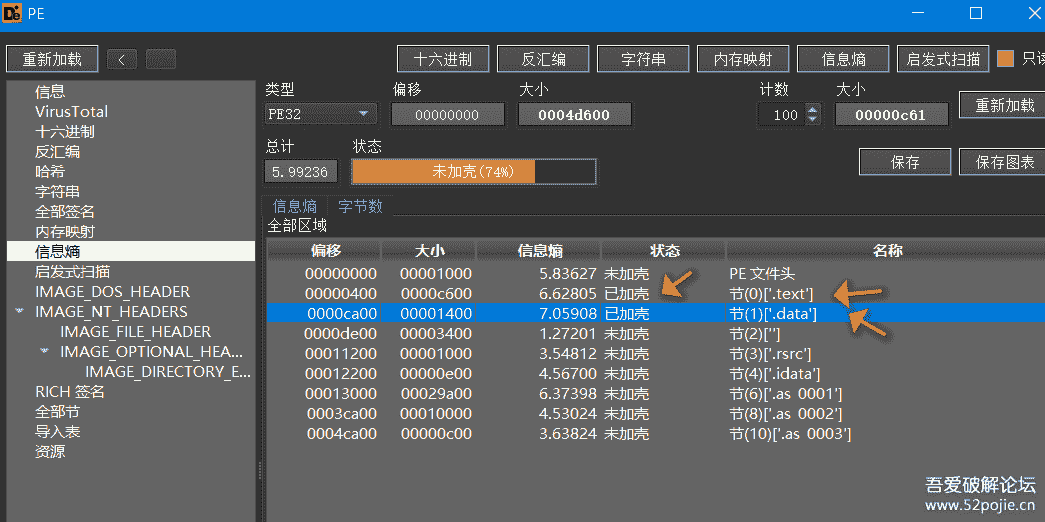 PE
重新加载 < 十六进制 反汇编 字符串 内存映射 信息熵 启发式扫描 只读
信息
VirusTotal
十六进制
反汇编
哈希
字符串
全部签名
内存映射
信息熵
启发式扫描
IMAGE_DOS_HEADER
IMAGE_NT_HEADERS
IMAGE_FILE_HEADER
IMAGE_OPTIONAL_HEA...
IMAGE_DIRECTORY_E...
RICH 签名
全部节
导入表
资源
类型 偏移 大小 计数 大小
PE32 00000000 0004d600 100 00000c61 重新加载
总计 状态
5.99236 未加壳(74%) 保存 保存图表
信息熵 字节数
全部区域
偏移 大小 信息熵 状态 名称
00000000 00001000 5.83627 未加壳 PE 文件头
00000400 0000c600 6.62805 已加壳 节(0)['.text']
0000ca00 00001400 7.05908 已加壳 节(1)['.data']
0000de00 00003400 1.27201 未加壳 节(2)['']
00011200 00001000 3.54812 未加壳 节(3)['.rsrc']
00012200 00000e00 4.56700 未加壳 节(4)['.idata']
00013000 00029a00 6.37398 未加壳 节(6)['.as 0001']
0003ca00 00010000 4.53024 未加壳 节(8)['.as 0002']
0004ca00 00000c00 3.63824 未加壳 节(10)['.as 0003']
吾爱破解论坛
www.52pojie.cn